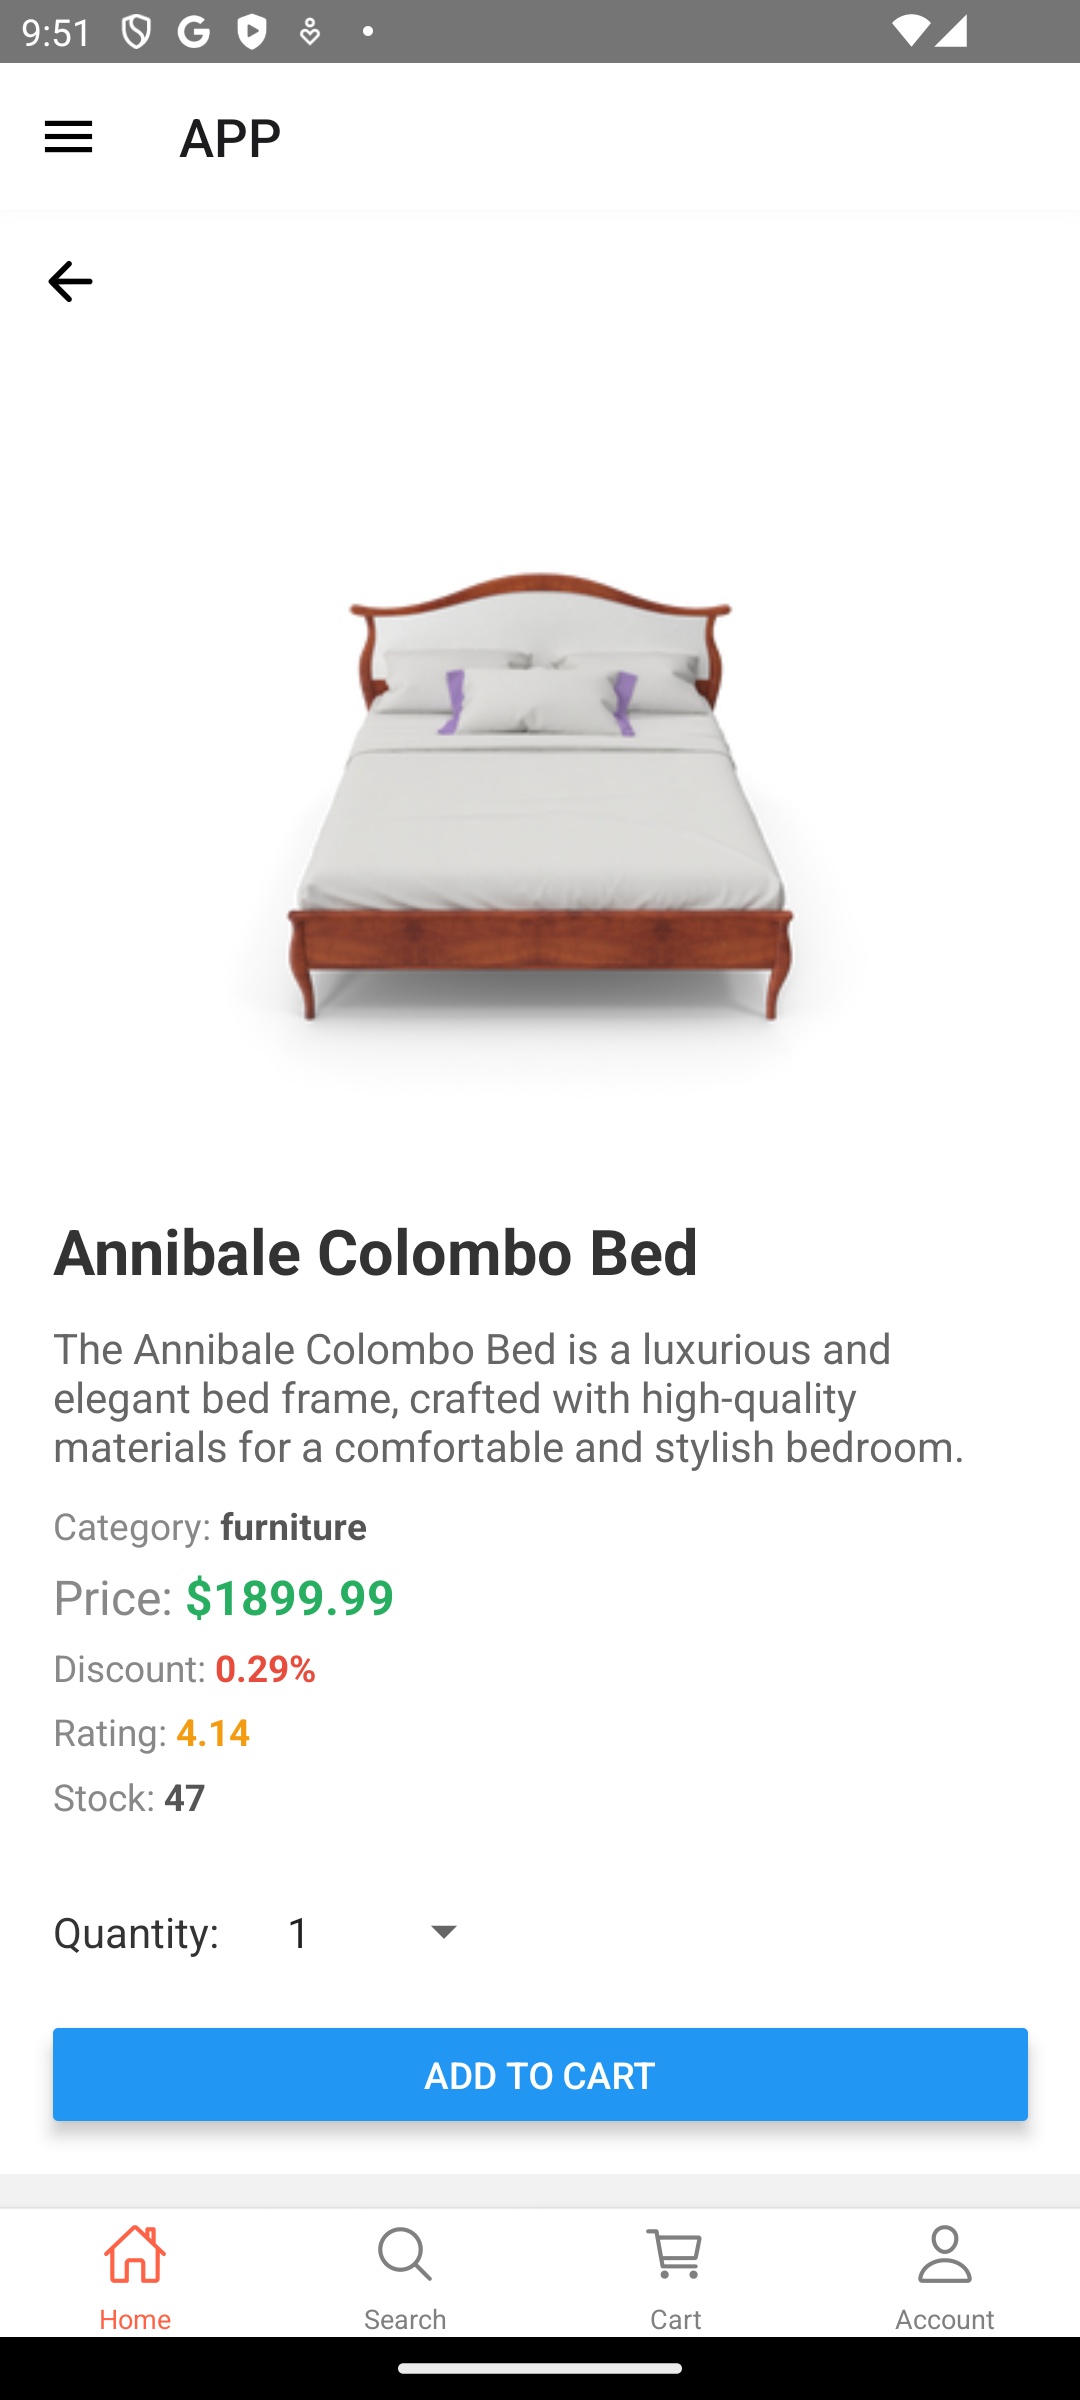 9:51
APP
Annibale Colombo Bed
The Annibale Colombo Bed is a luxurious and
elegant bed frame, crafted with high-quality
materials for a comfortable and stylish bedroom.
Category: furniture
Price: $1899.99
Discount: 0.29%
Rating: 4.14
Stock: 47
Quantity: 1
ADD TO CART
Home Search Cart Account